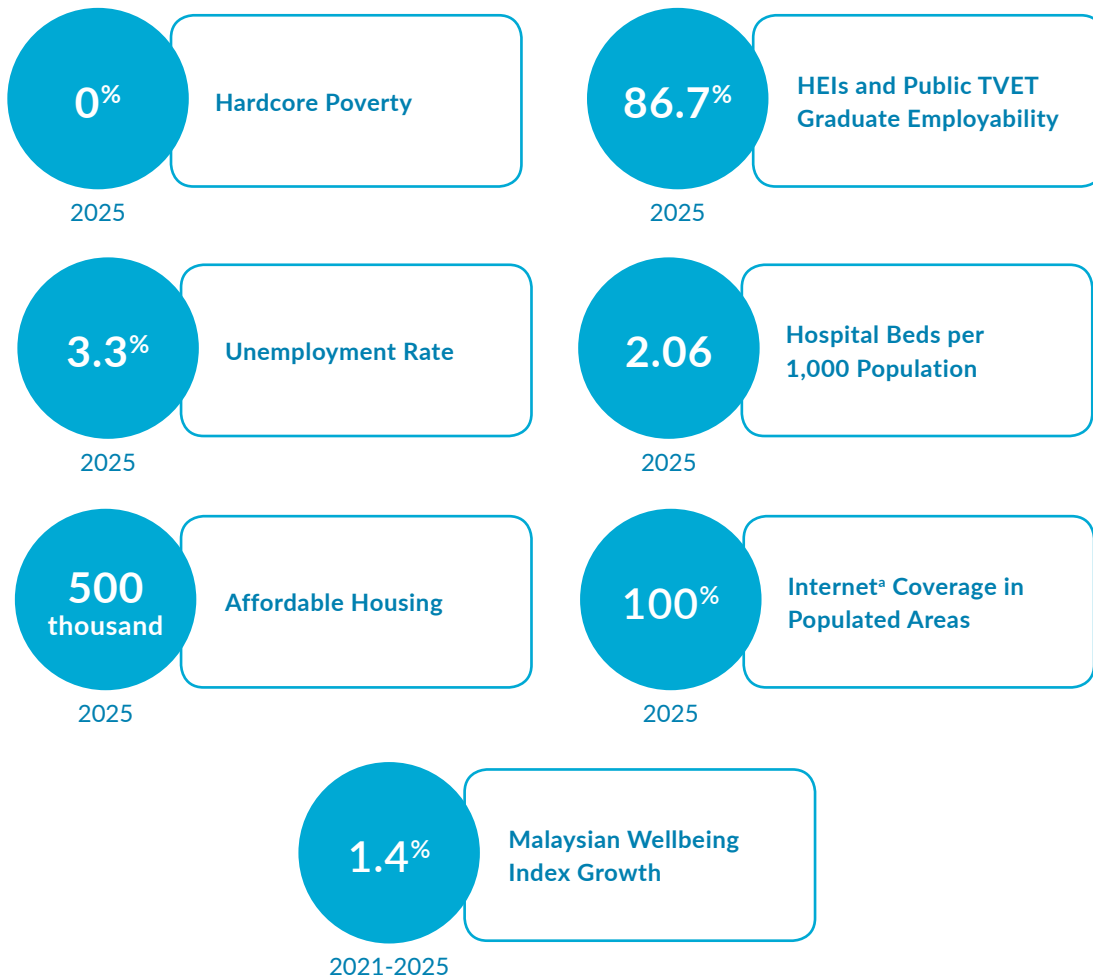 0%
Hardcore Poverty
2025
86.7%
HEIs and Public TVET
Graduate Employability
2025
3.3%
Unemployment Rate
2025
2.06
Hospital Beds per
1,000 Population
2025
500
thousand
Affordable Housing
2025
100%
Internetᵃ Coverage in
Populated Areas
2025
1.4%
Malaysian Wellbeing
Index Growth
2021-2025